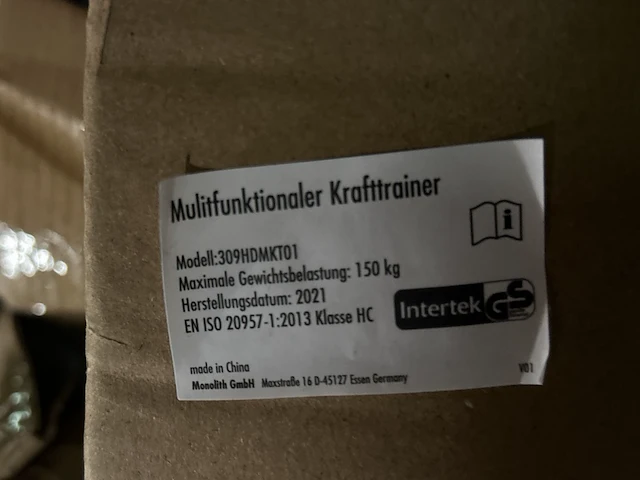 Mulitfunktionaler Krafttrainer
Modell:309HDMKT01
Maximale Gewichtsbelastung: 150 kg
Herstellungsdatum: 2021
EN ISO 20957-1:2013 Klasse HC
Intertek GS
made in China
Monolith GmbH Maxstraße 16 D-45127 Essen Germany
V01